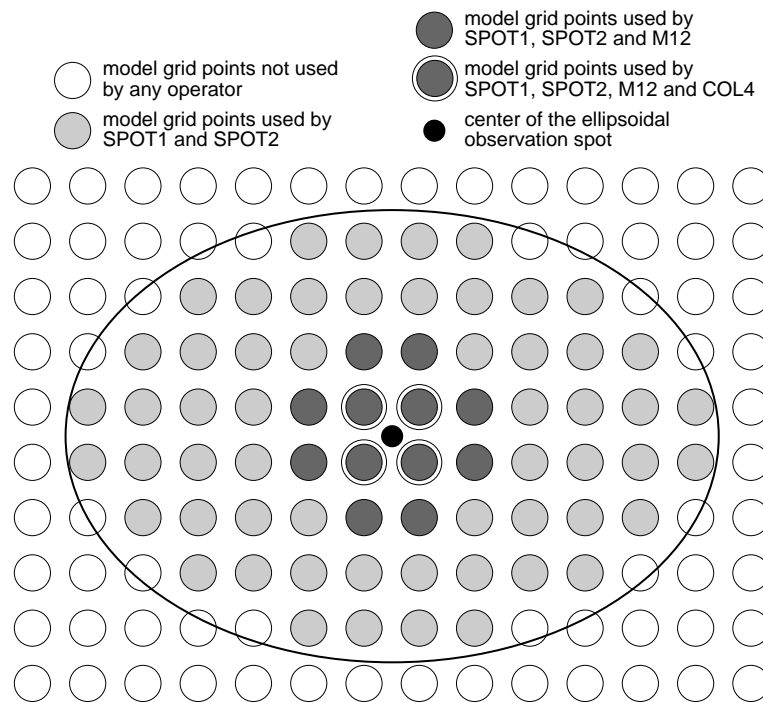 model grid points used by
SPOT1, SPOT2 and M12
model grid points not used
by any operator
model grid points used by
SPOT1, SPOT2, M12 and COL4
model grid points used by
SPOT1 and SPOT2
center of the ellipsoidal
observation spot